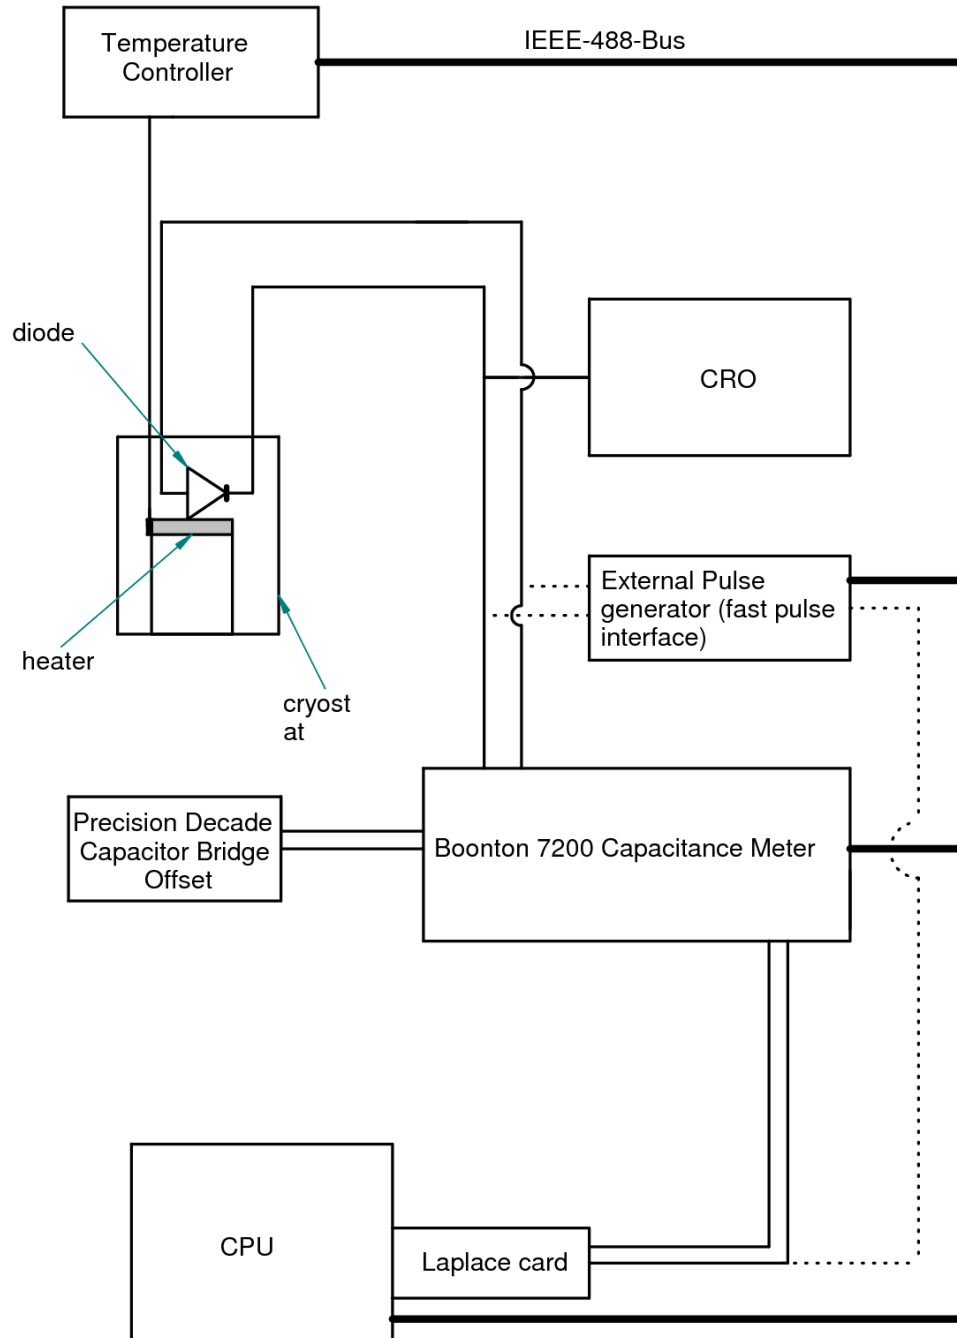 Temperature
Controller
IEEE-488-Bus
diode
CRO
External Pulse
generator (fast pulse
interface)
heater
cryost
at
Precision Decade
Capacitor Bridge
Offset
Boonton 7200 Capacitance Meter
CPU
Laplace card